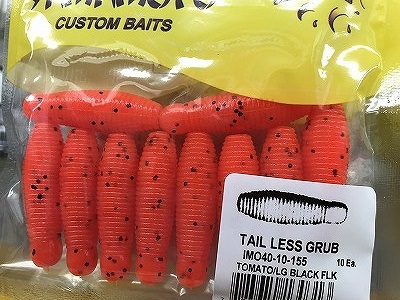 CUSTOM BAITS
TAIL LESS GRUB
IMO40-10-155 10 Ea.
TOMATO/LG BLACK FLK